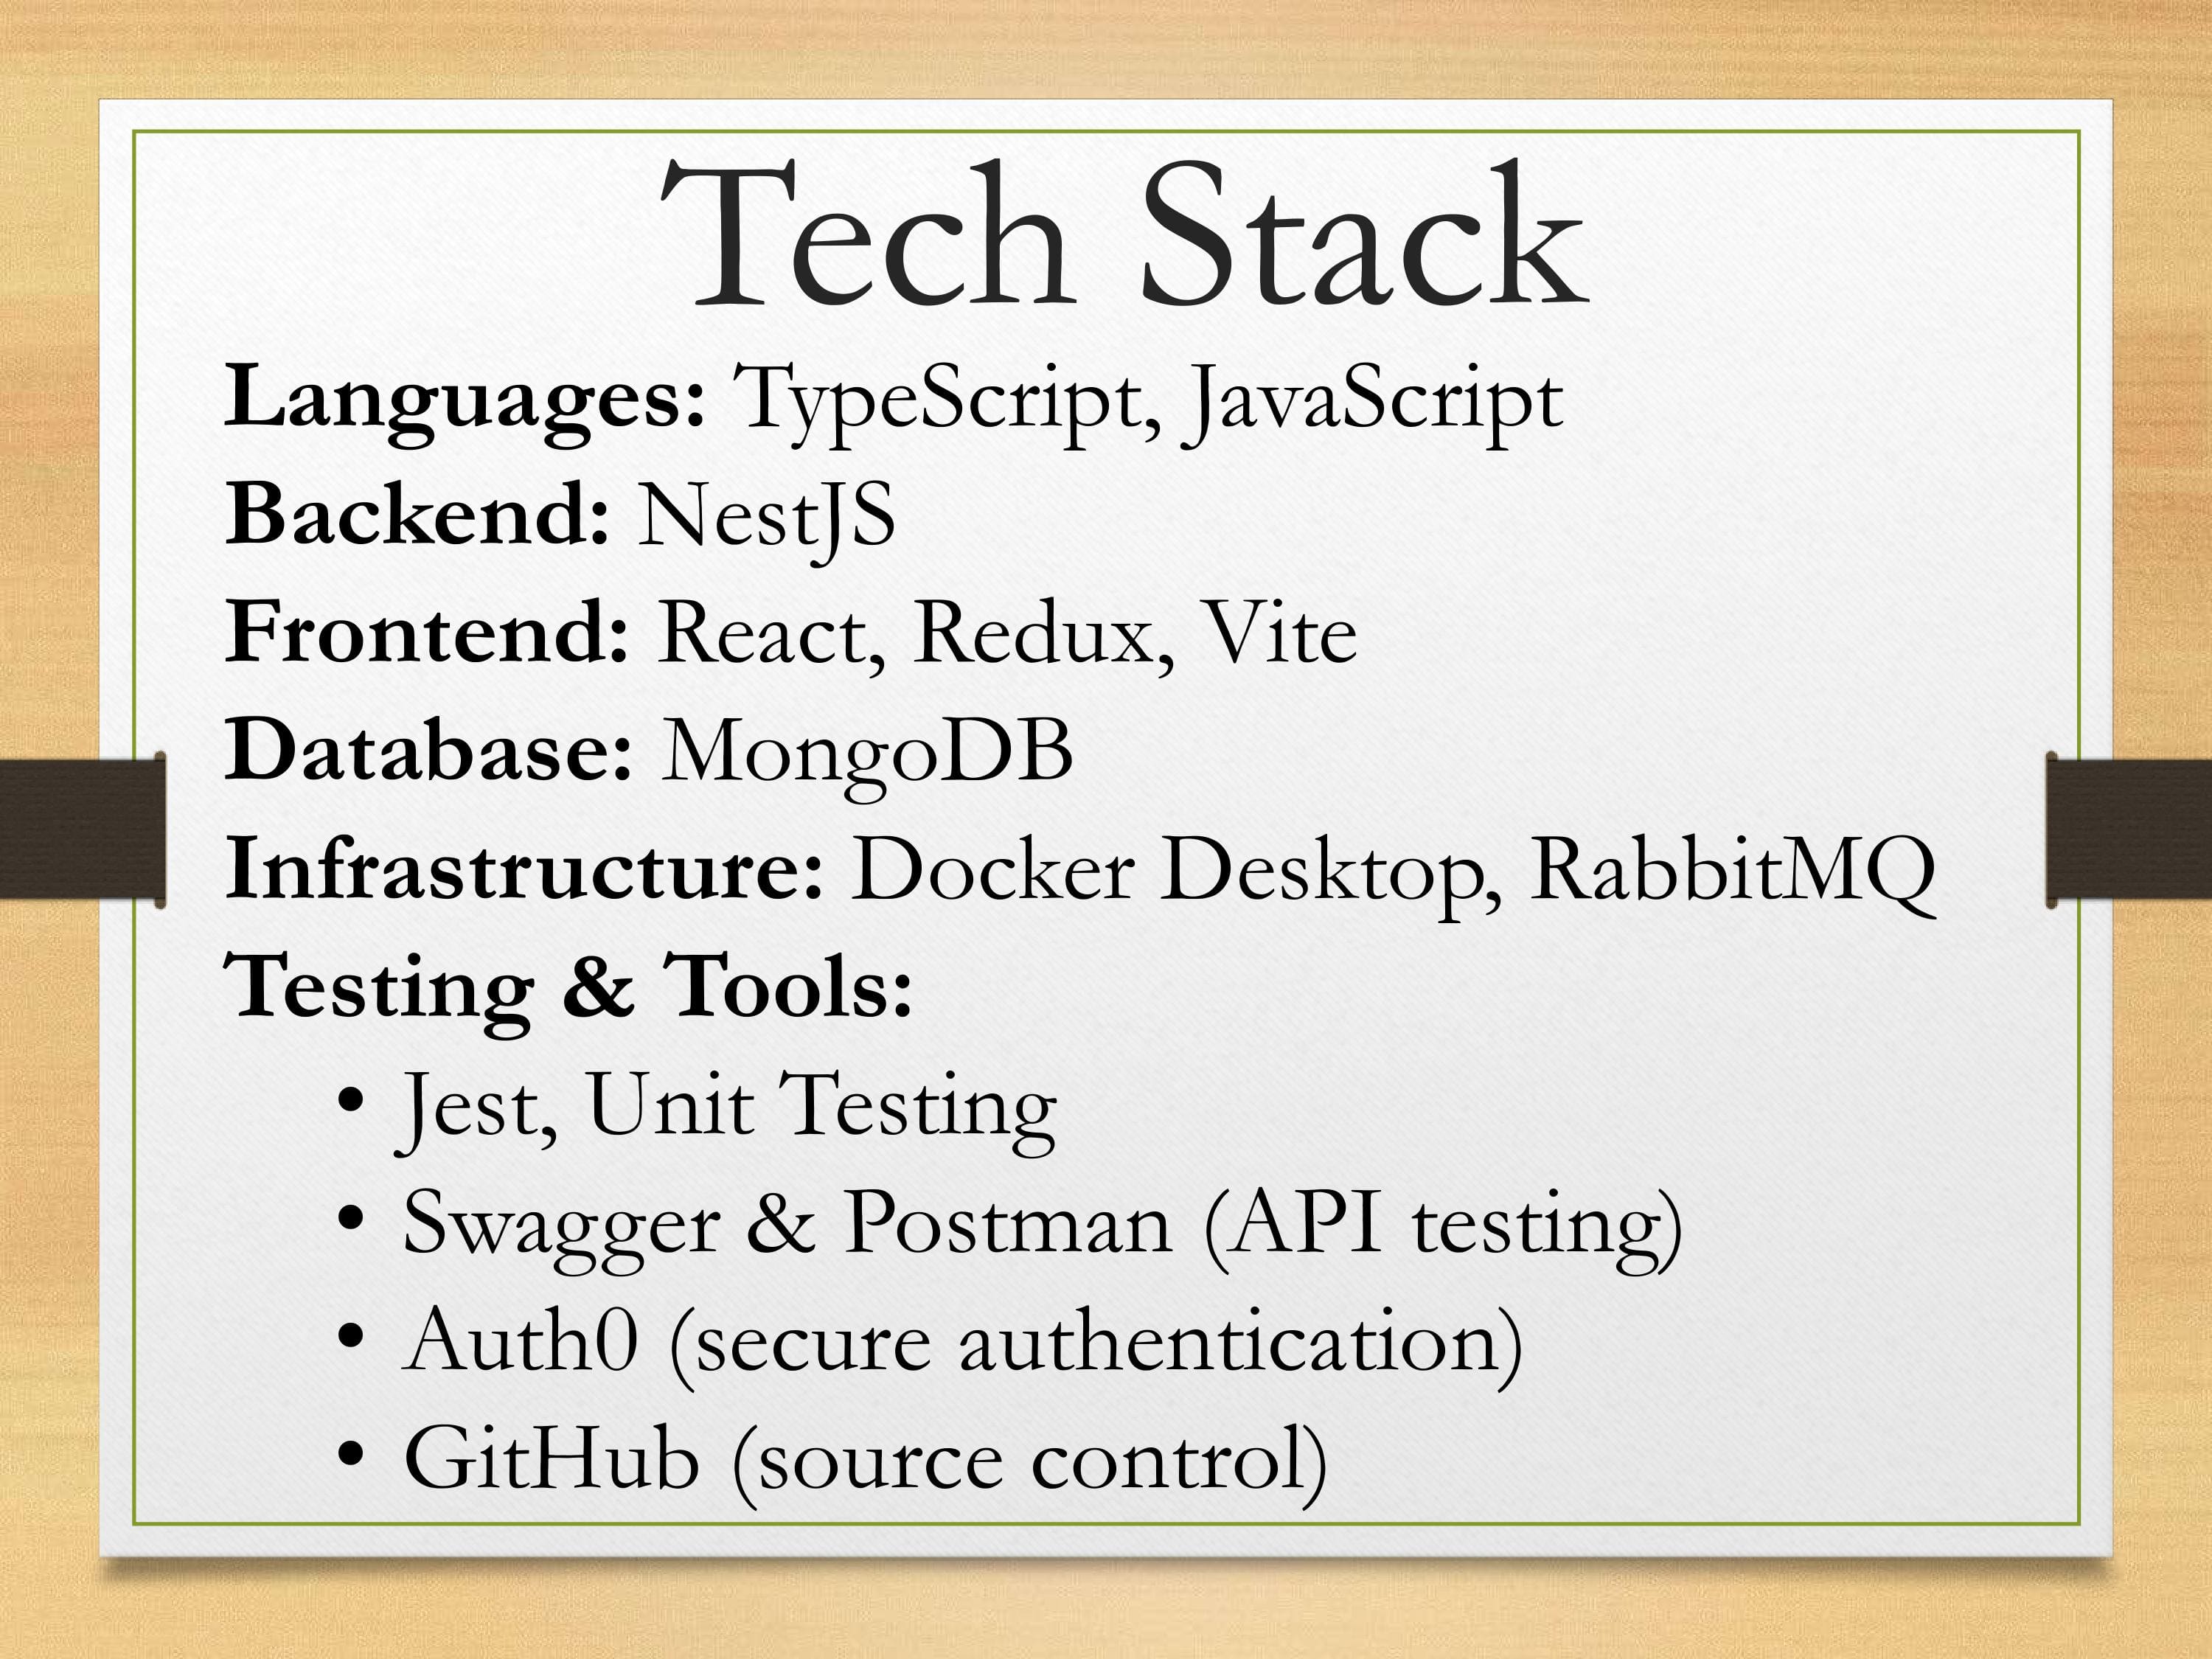 Tech Stack
Languages: TypeScript, JavaScript
Backend: NestJS
Frontend: React, Redux, Vite
Database: MongoDB
Infrastructure: Docker Desktop, RabbitMQ
Testing & Tools:
• Jest, Unit Testing
• Swagger & Postman (API testing)
• Auth0 (secure authentication)
• GitHub (source control)